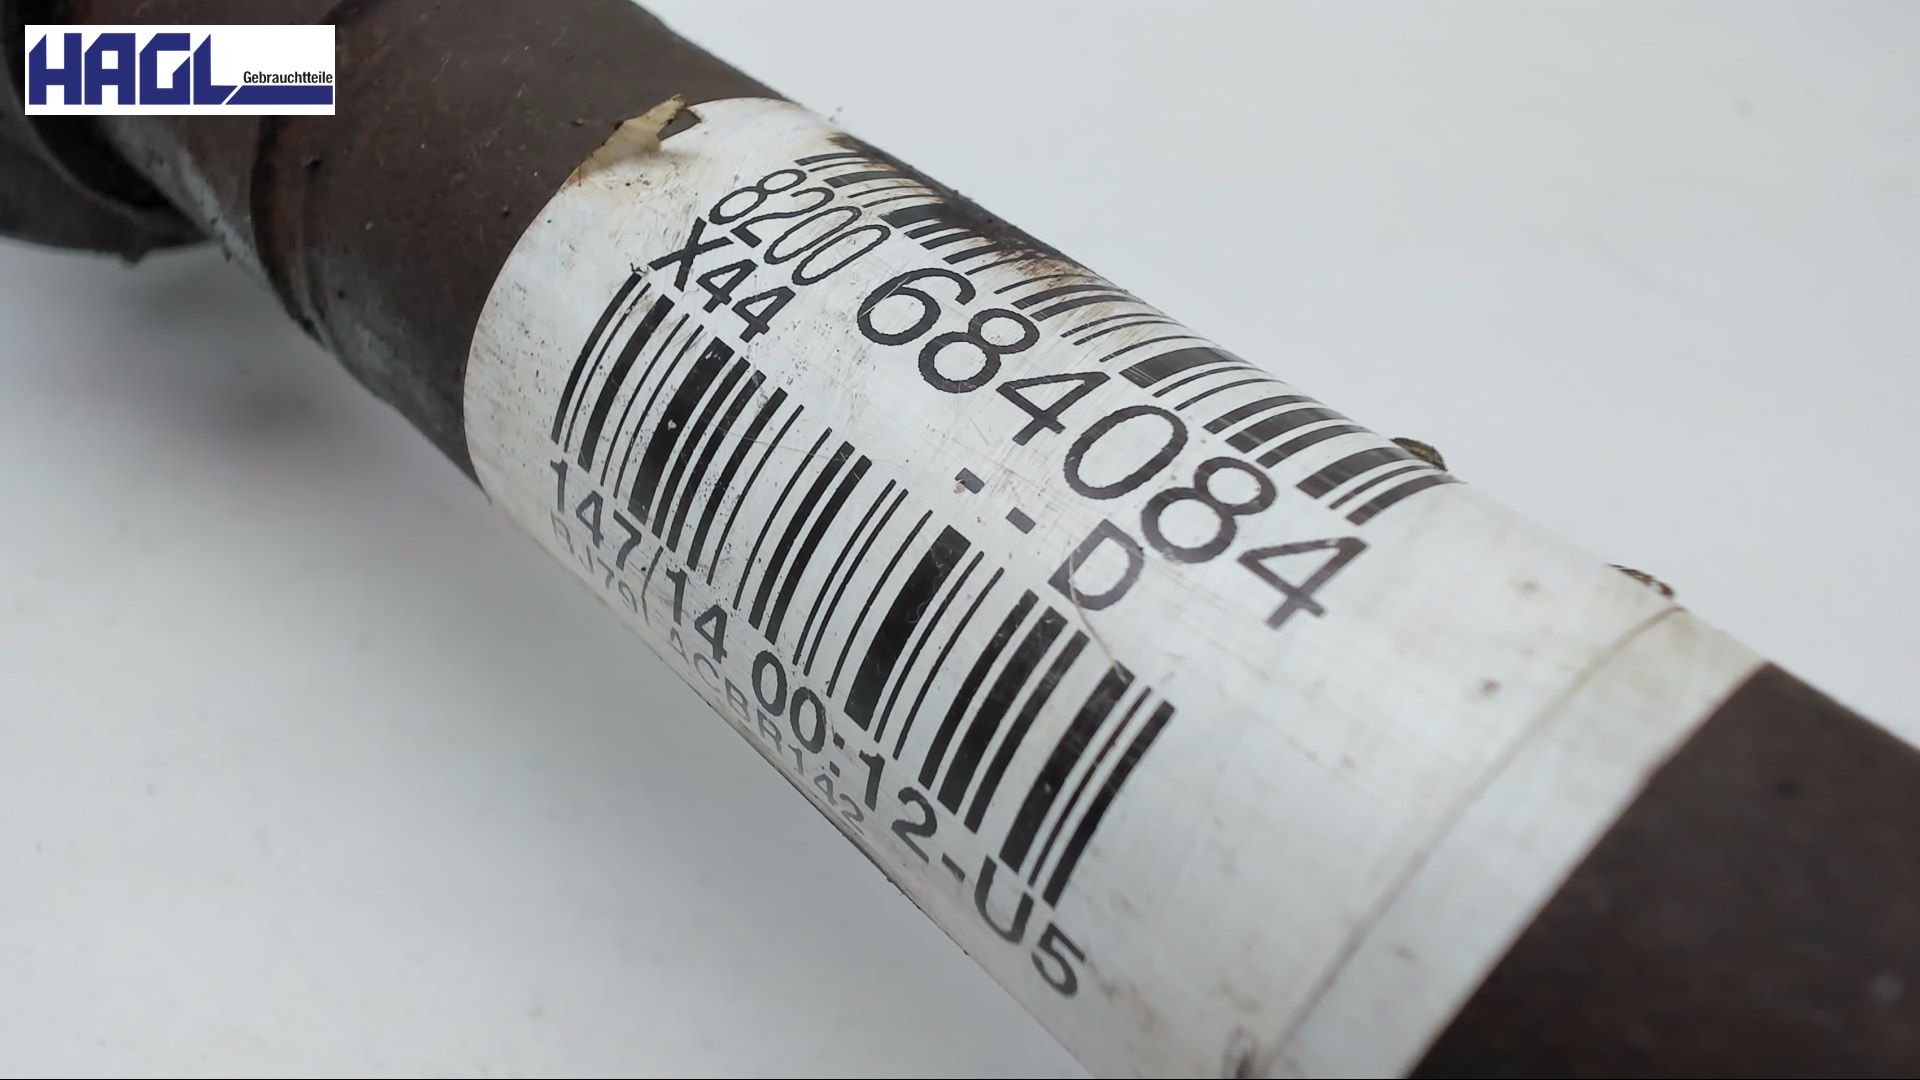 HAGL Gebrauchtteile
8200 684084
X44
-- D
147/14 00:12-U5